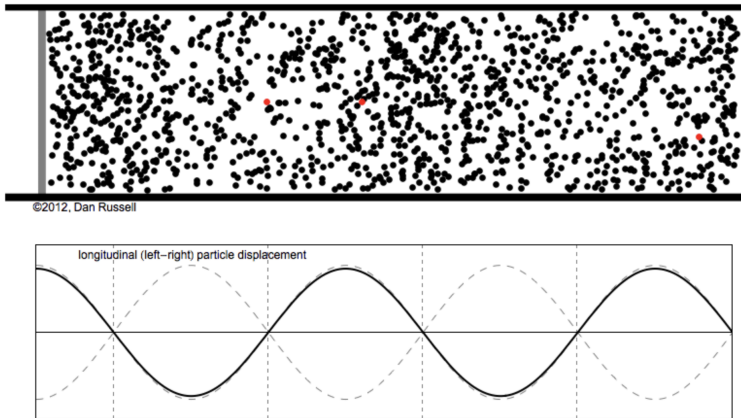 ©2012, Dan Russell
longitudinal (left-right) particle displacement